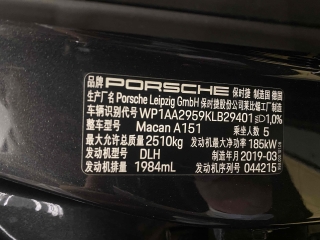 品牌 PORSCHE 保时捷 制造国 德国
生产厂名 Porsche Leipzig GmbH 保时捷股份公司莱比锡工厂制造
车辆识别代号 WP1AA2959KLB29401 ≤D1,0%
整车型号 Macan A151 乘坐人数 5
最大允许总质量 2510kg 发动机最大净功率 185kW
发动机型号 DLH 制造年月 2019-03
发动机排量 1984mL 发动机序列号 044215